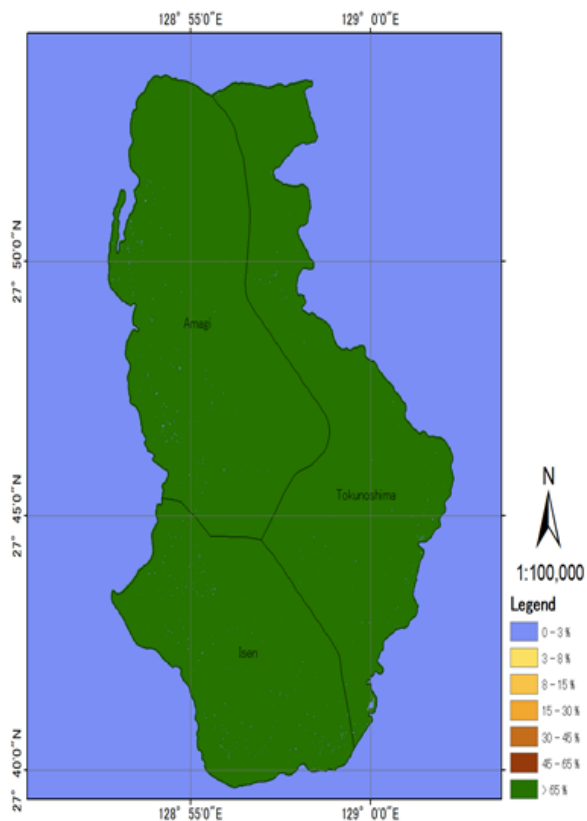 128° 55'0"E
129° 0'0"E
27° 50'0"N
Amagi
Tokunoshima
27° 45'0"N
Isen
27° 40'0"N
128° 55'0"E
129° 0'0"E
N
1:100,000
Legend
0-3%
3-8%
8-15%
15-30%
30-45%
45-65%
>65%